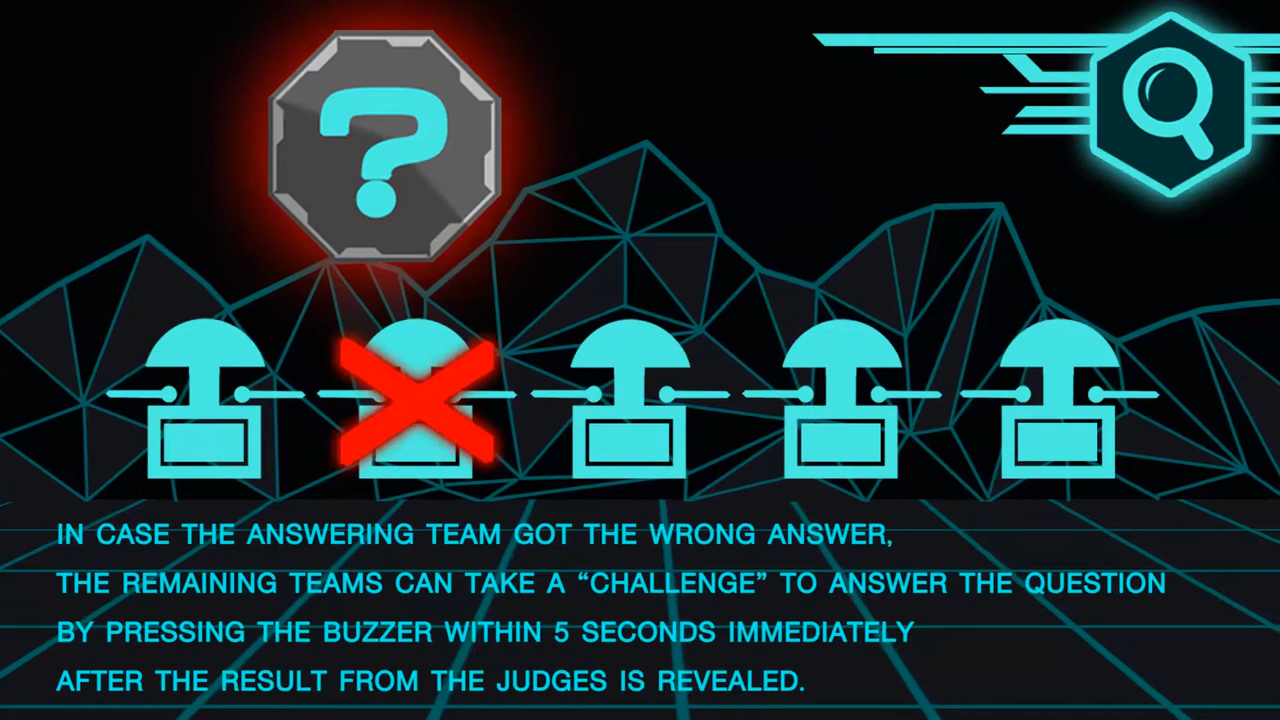 ?
IN CASE THE ANSWERING TEAM GOT THE WRONG ANSWER,
THE REMAINING TEAMS CAN TAKE A “CHALLENGE” TO ANSWER THE QUESTION
BY PRESSING THE BUZZER WITHIN 5 SECONDS IMMEDIATELY
AFTER THE RESULT FROM THE JUDGES IS REVEALED.